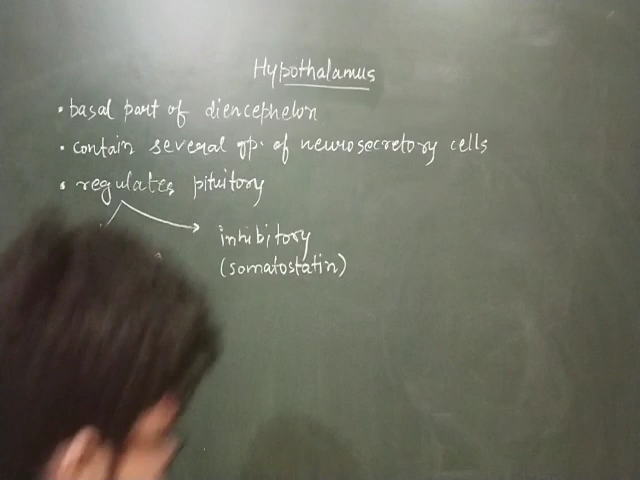 Hypothalamus
• basal part of diencephelon
• contain several gp. of neurosecretory cells
• regulates pituitory
inhibitory
(somatostatin)